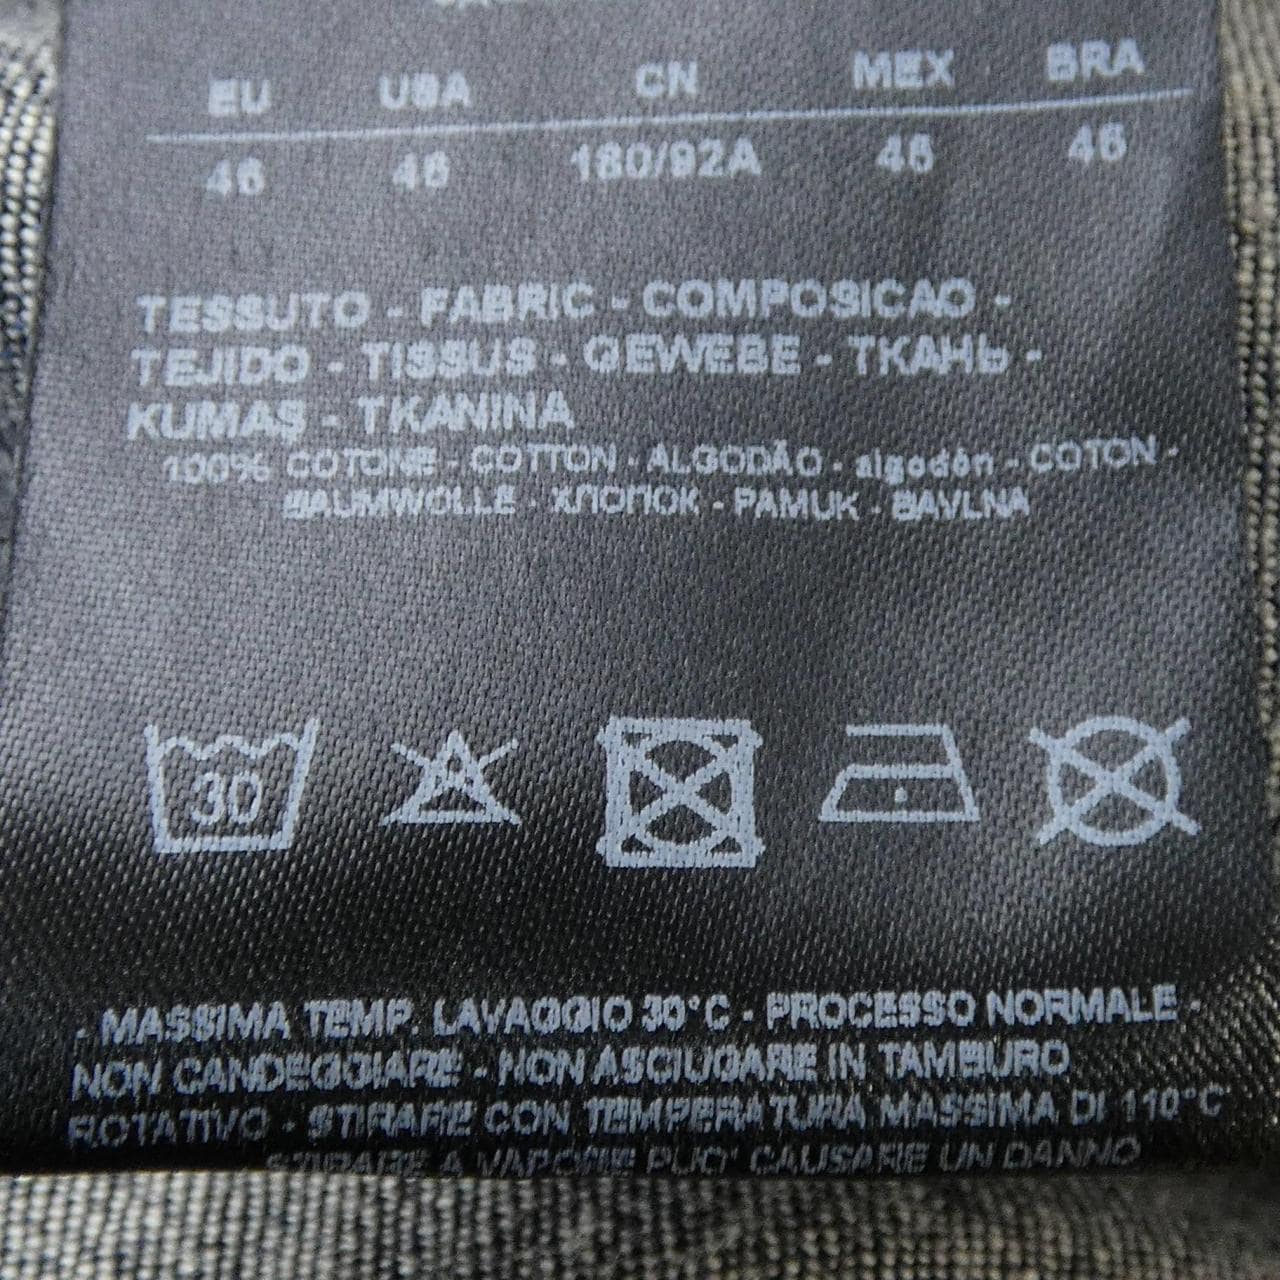 EU USA CN MEX BRA
46 46 180/92A 46 46
TESSUTO - FABRIC - COMPOSICAO -
TEJIDO - TISSUS - GEWEBE - ТКАНЬ -
KUMAŞ - TKANINA
100% COTONE - COTTON - ALGODÃO - algodón - COTON -
BAUMWOLLE - ХЛОПОК - PAMUK - BAVLNA
30
- MASSIMA TEMP. LAVAGGIO 30°C - PROCESSO NORMALE -
NON CANDEGGIARE - NON ASCIUGARE IN TAMBURO
ROTATIVO - STIRARE CON TEMPERATURA MASSIMA DI 110°C
STIRARE A VAPORE PUO' CAUSARE UN DANNO